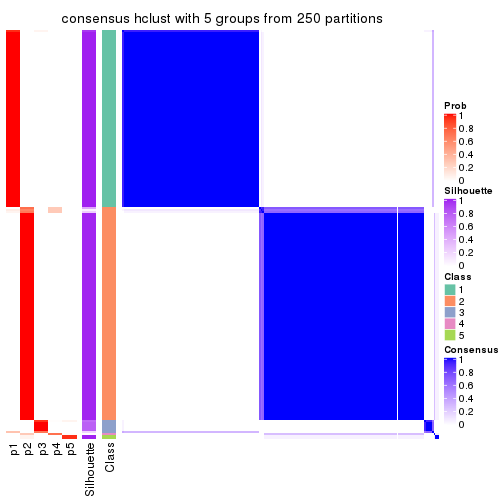 consensus hclust with 5 groups from 250 partitions
Prob
1
0.8
0.6
0.4
0.2
0
Silhouette
1
0.8
0.6
0.4
0.2
0
Class
1
2
3
4
5
Consensus
1
0.8
0.6
0.4
0.2
0
p1
p2
p3
p4
p5
Silhouette
Class